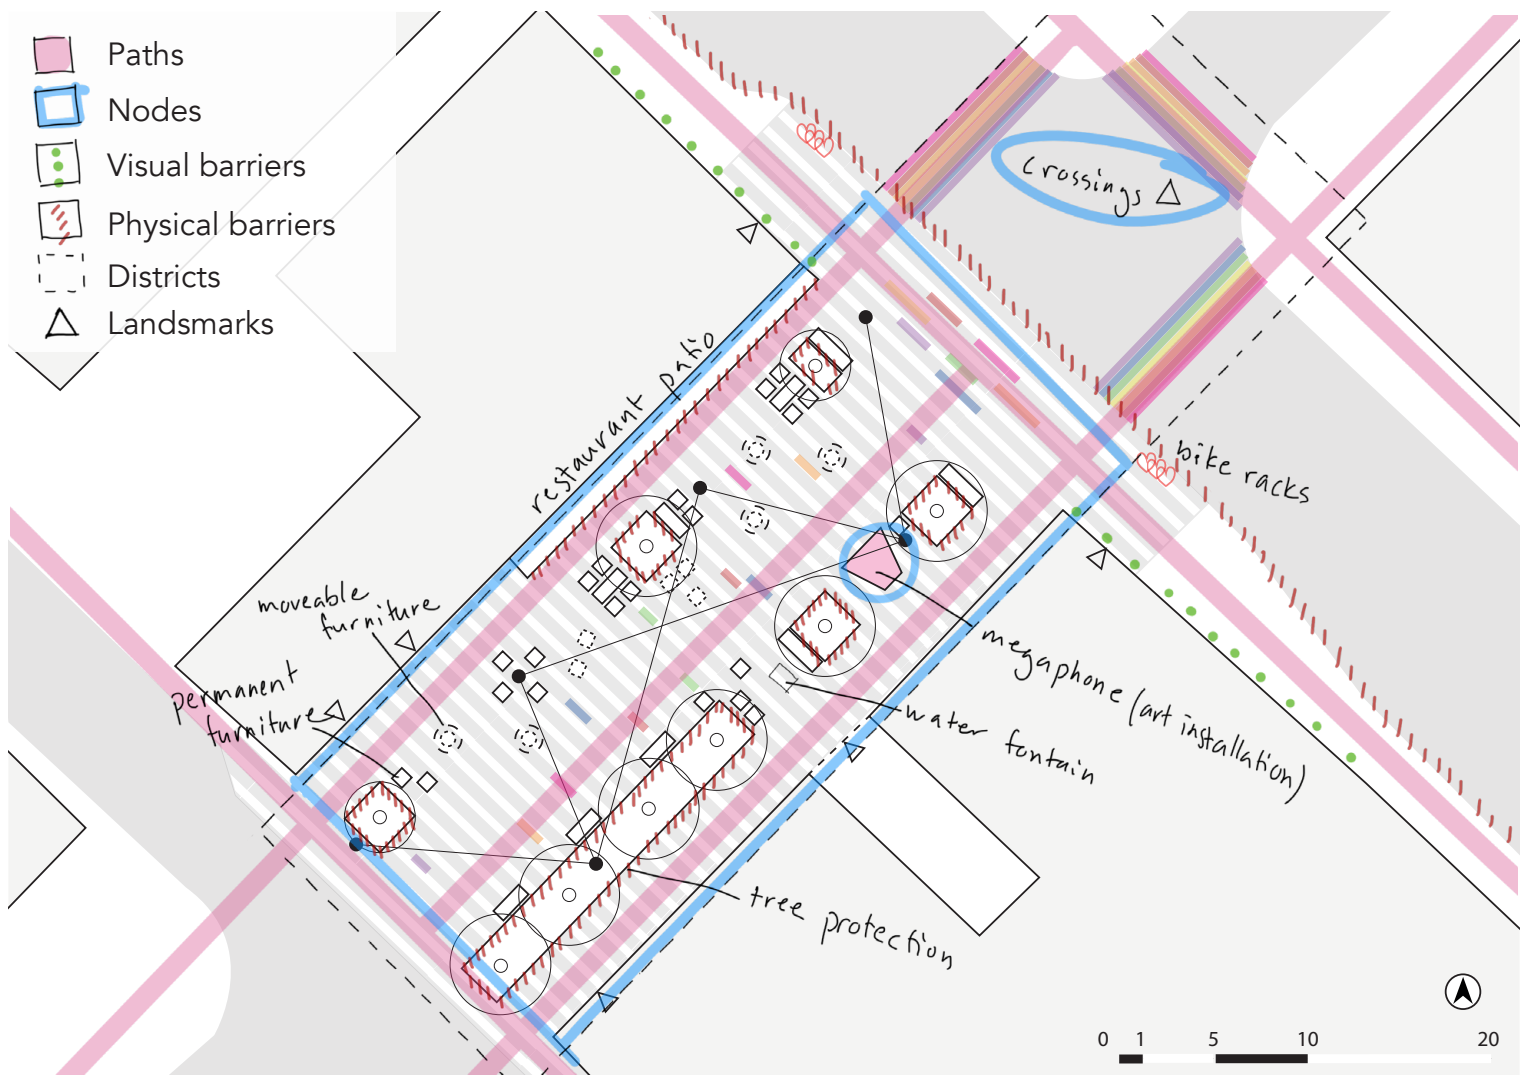 Paths
Nodes
Visual barriers
Physical barriers
Districts
Landsmarks
crossings
restaurant patio
bike racks
moveable
furniture
permanent
furniture
megaphone (art installation)
water fontain
tree protection
0 1 5 10 20